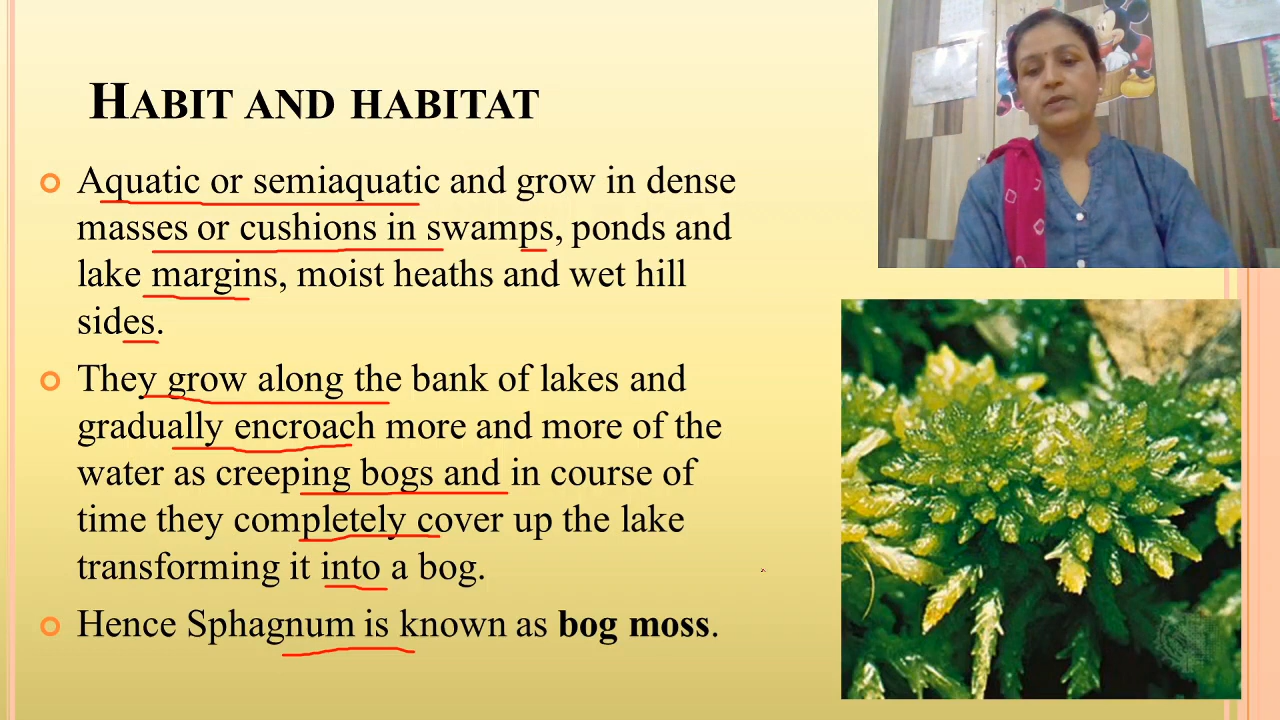 HABIT AND HABITAT
Aquatic or semiaquatic and grow in dense
masses or cushions in swamps, ponds and
lake margins, moist heaths and wet hill
sides.
They grow along the bank of lakes and
gradually encroach more and more of the
water as creeping bogs and in course of
time they completely cover up the lake
transforming it into a bog.
Hence Sphagnum is known as bog moss.